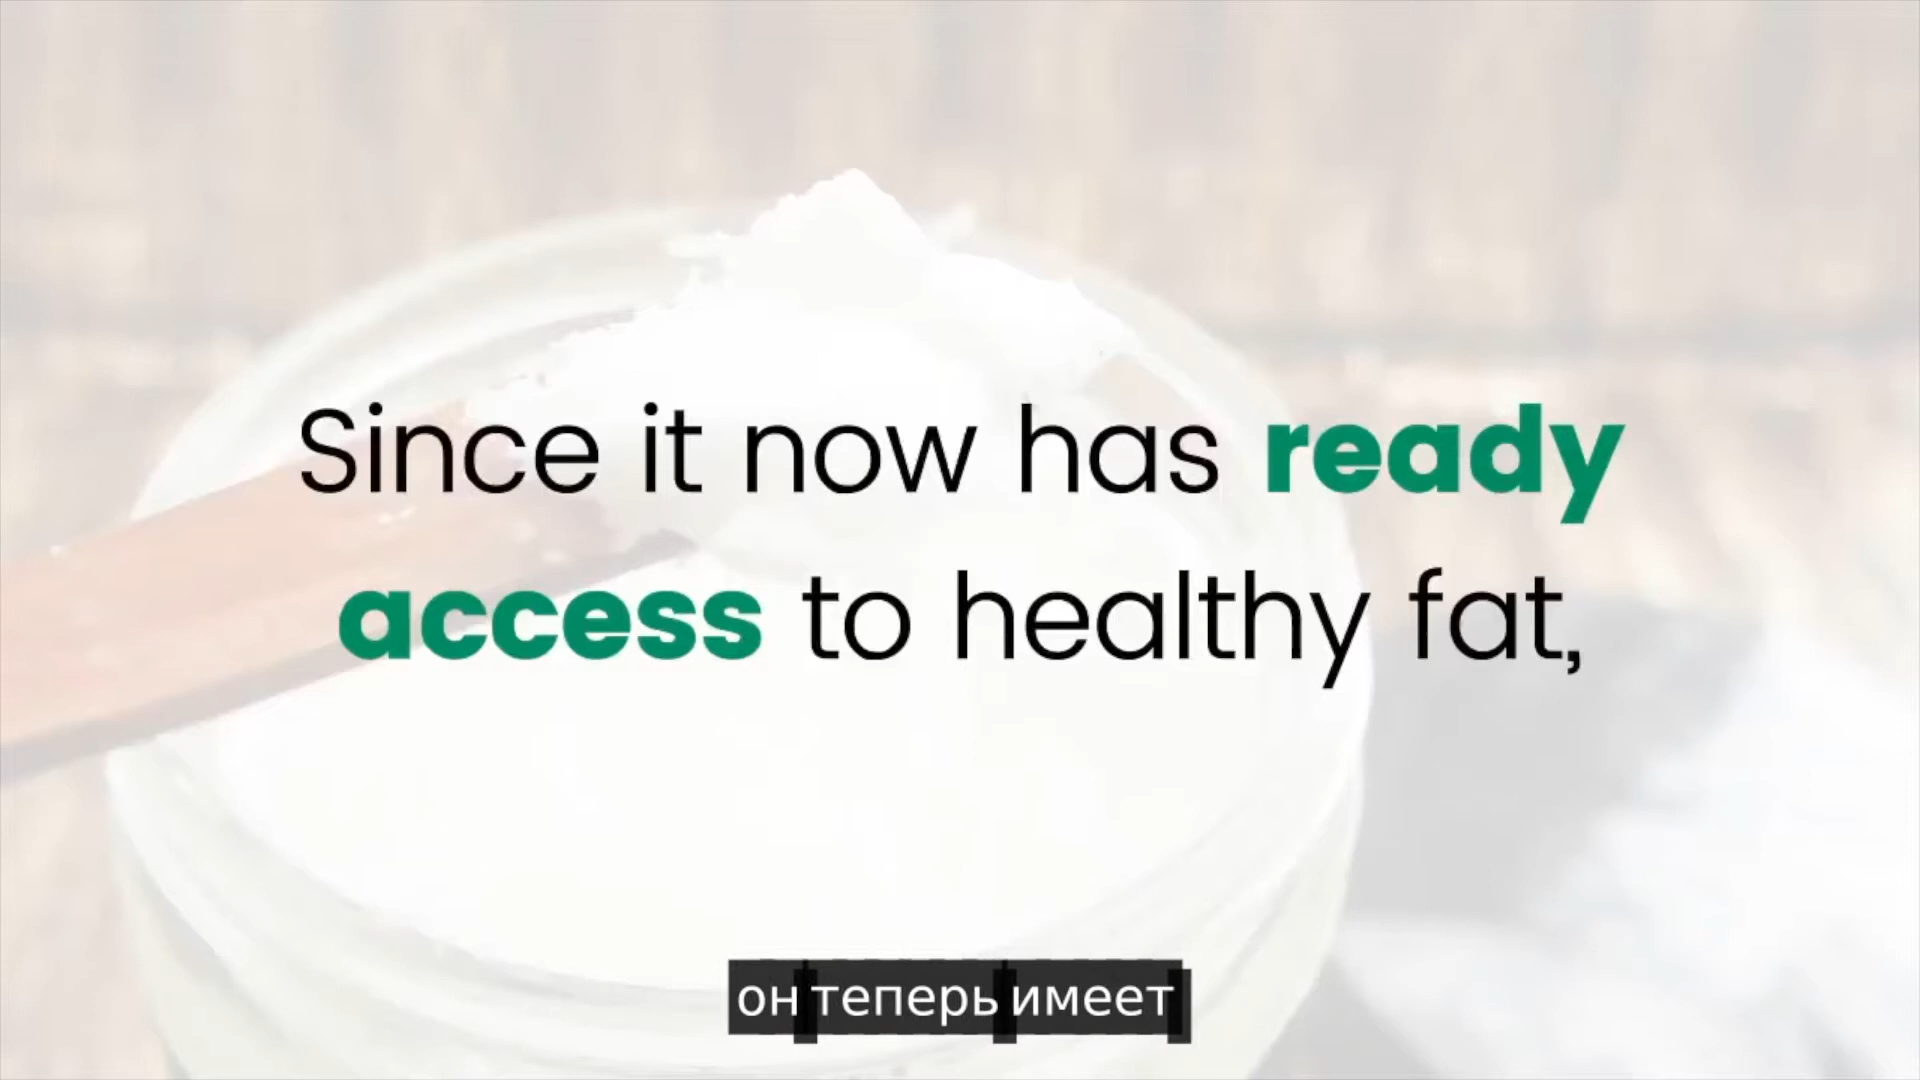 Since it now has ready
access to healthy fat,
он теперь имеет